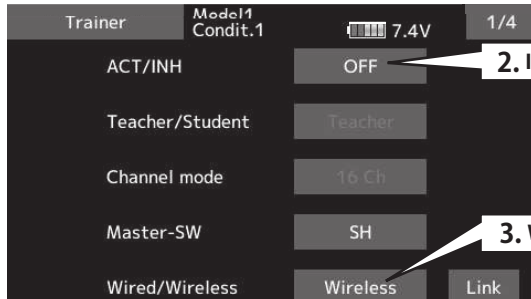 Trainer Model1 Condit.1 7.4V 1/4
ACT/INH OFF
2. I
Teacher/Student Teacher
Channel mode 16 Ch
Master-SW SH
3.
Wired/Wireless Wireless Link